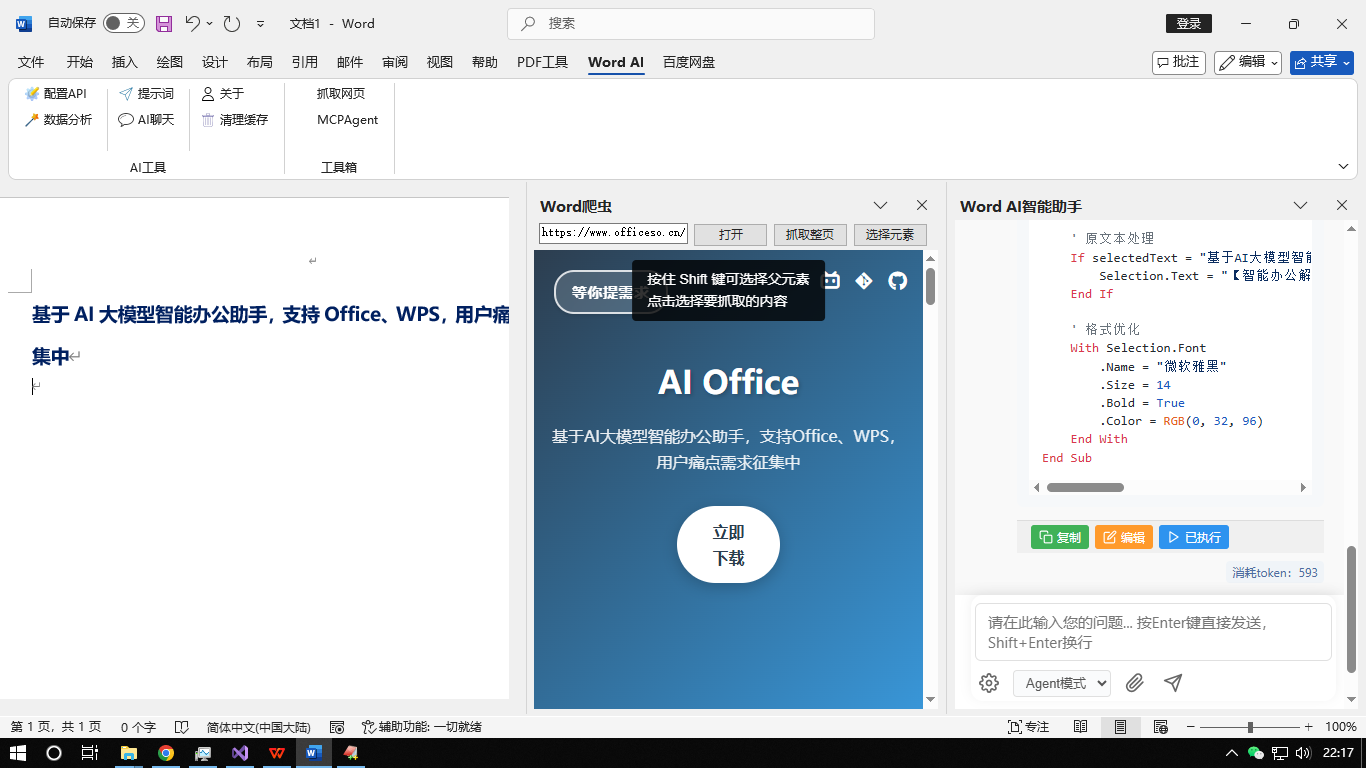 自动保存 关 文档1 - Word 搜索 登录
文件 开始 插入 绘图 设计 布局 引用 邮件 审阅 视图 帮助 PDF工具 Word AI 百度网盘 批注 编辑 共享
配置API 提示词 关于 抓取网页
数据分析 AI聊天 清理缓存 MCPAgent
AI工具 工具箱
基于 AI 大模型智能办公助手，支持 Office、WPS，用户痛
集中
Word爬虫
https://www.officeso.cn/ 打开 抓取整页 选择元素
等你提需求
按住 Shift 键可选择父元素
点击选择要抓取的内容
AI Office
基于AI大模型智能办公助手，支持Office、WPS，
用户痛点需求征集中
立即
下载
Word AI智能助手
' 原文本处理
If selectedText = "基于AI大模型智能
Selection.Text = "【智能办公解
End If
' 格式优化
With Selection.Font
.Name = "微软雅黑"
.Size = 14
.Bold = True
.Color = RGB(0, 32, 96)
End With
End Sub
复制 编辑 已执行
消耗token: 593
请在此输入您的问题... 按Enter键直接发送，
Shift+Enter换行
Agent模式
第 1 页，共 1 页 0 个字 简体中文(中国大陆) 辅助功能: 一切就绪 专注 100%
22:17